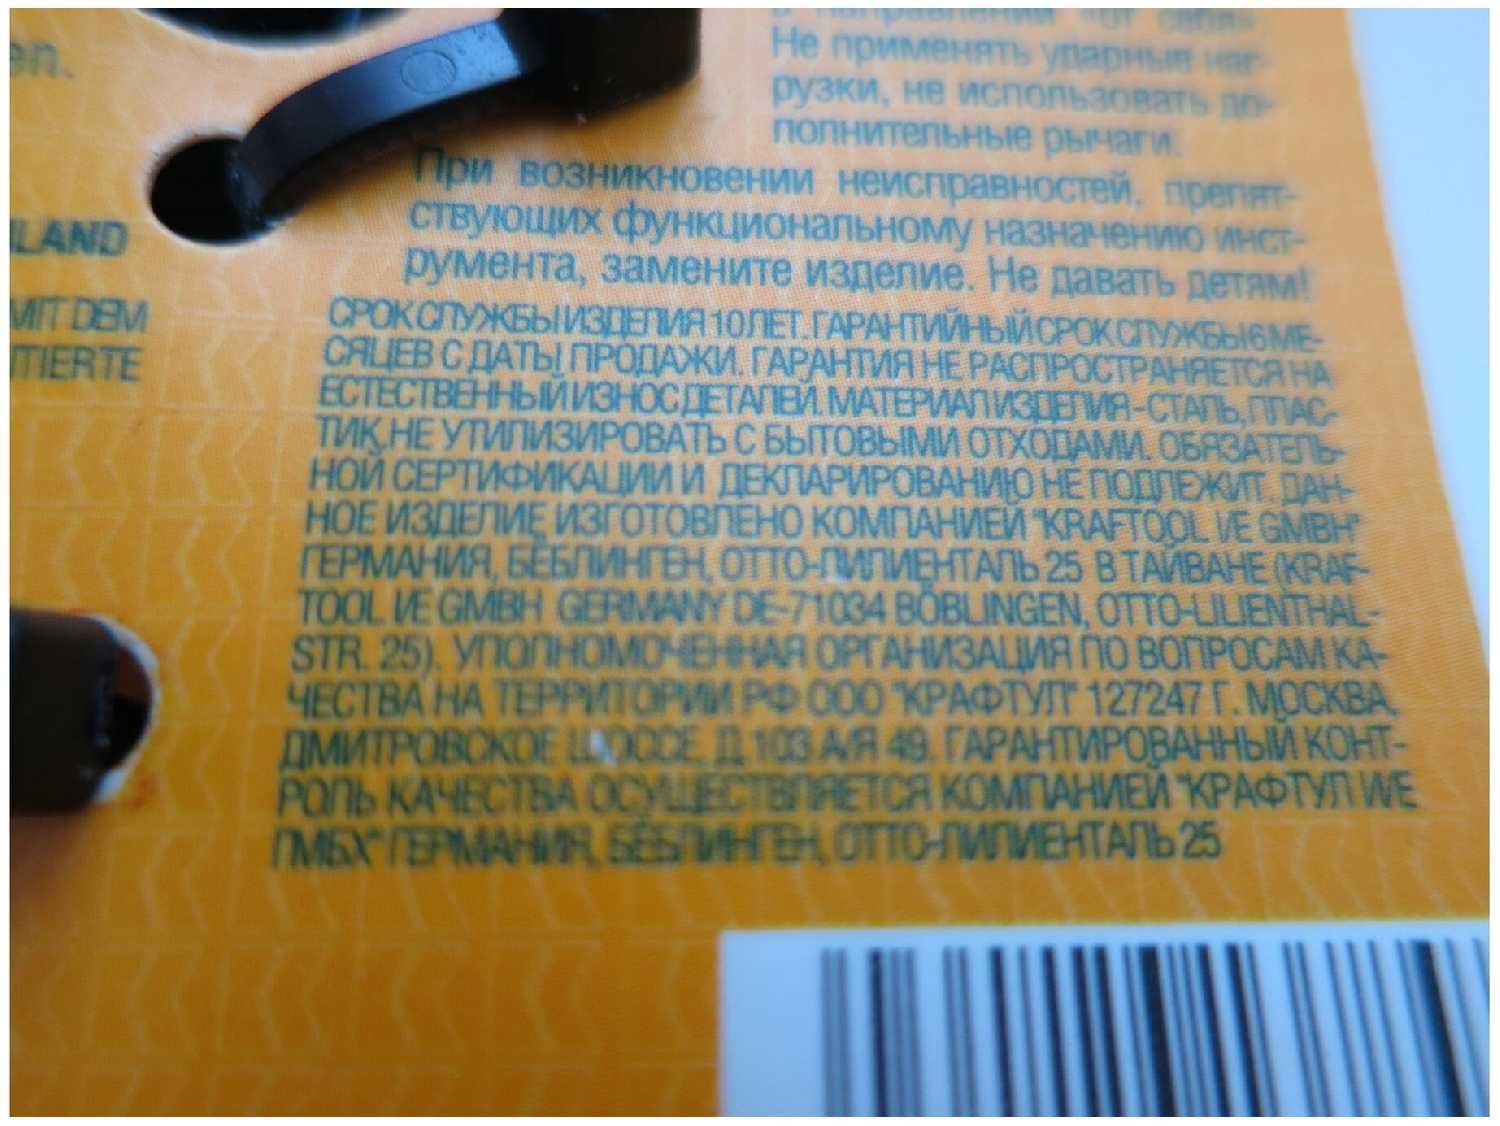 en.
в направлении «от себя».
Не применять ударные наг-
рузки, не использовать до-
полнительные рычаги.
При возникновении неисправностей, препят-
ствующих функциональному назначению инст-
румента, замените изделие. Не давать детям!
LAND
MIT DEM
TIERTE
СРОК СЛУЖБЫ ИЗДЕЛИЯ 10 ЛЕТ. ГАРАНТИЙНЫЙ СРОК СЛУЖБЫ 6 МЕ-
СЯЦЕВ С ДАТЫ ПРОДАЖИ. ГАРАНТИЯ НЕ РАСПРОСТРАНЯЕТСЯ НА
ЕСТЕСТВЕННЫЙ ИЗНОС ДЕТАЛЕЙ. МАТЕРИАЛ ИЗДЕЛИЯ - СТАЛЬ, ПЛАС-
ТИК, НЕ УТИЛИЗИРОВАТЬ С БЫТОВЫМИ ОТХОДАМИ. ОБЯЗАТЕЛЬ-
НОЙ СЕРТИФИКАЦИИ И ДЕКЛАРИРОВАНИЮ НЕ ПОДЛЕЖИТ. ДАН-
НОЕ ИЗДЕЛИЕ ИЗГОТОВЛЕНО КОМПАНИЕЙ "KRAFTOOL I/E GMBH"
ГЕРМАНИЯ, БЁБЛИНГЕН, ОТТО-ЛИЛИЕНТАЛЬ 25 В ТАЙВАНЕ (KRAF-
TOOL I/E GMBH GERMANY DE-71034 BÖBLINGEN, OTTO-LILIENTHAL-
STR. 25). УПОЛНОМОЧЕННАЯ ОРГАНИЗАЦИЯ ПО ВОПРОСАМ КА-
ЧЕСТВА НА ТЕРРИТОРИИ РФ ООО "КРАФТУЛ" 127247 Г. МОСКВА,
ДМИТРОВСКОЕ ШОССЕ, Д.103 А/Я 49. ГАРАНТИРОВАННЫЙ КОНТ-
РОЛЬ КАЧЕСТВА ОСУЩЕСТВЛЯЕТСЯ КОМПАНИЕЙ "КРАФТУЛ И/Е
ГМБХ" ГЕРМАНИЯ, БЁБЛИНГЕН, ОТТО-ЛИЛИЕНТАЛЬ 25